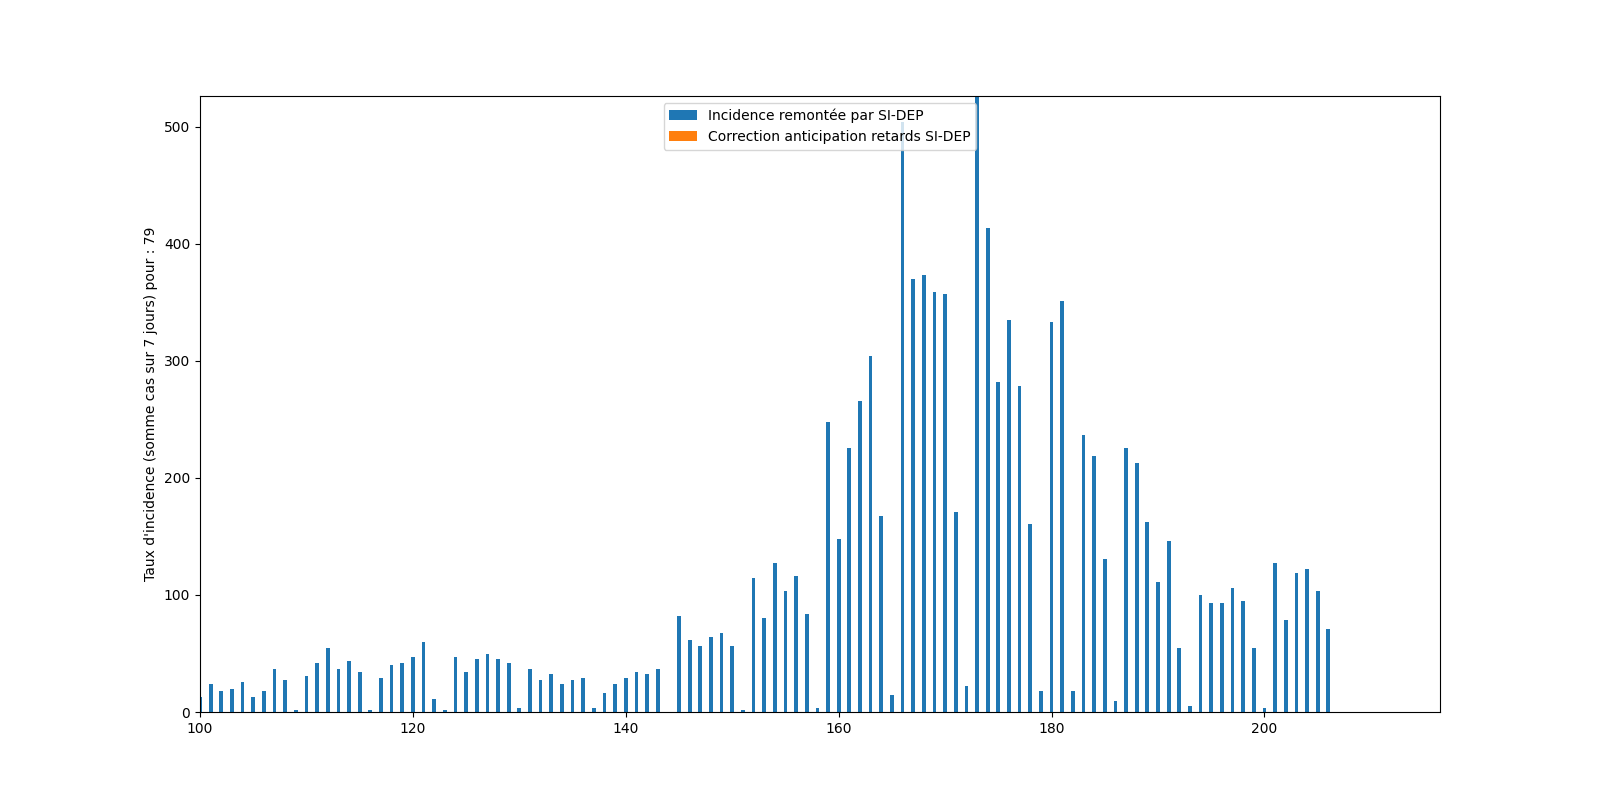 Incidence remontée par SI-DEP
Correction anticipation retards SI-DEP
Taux d'incidence (somme cas sur 7 jours) pour : 79
500
400
300
200
100
0
100 120 140 160 180 200